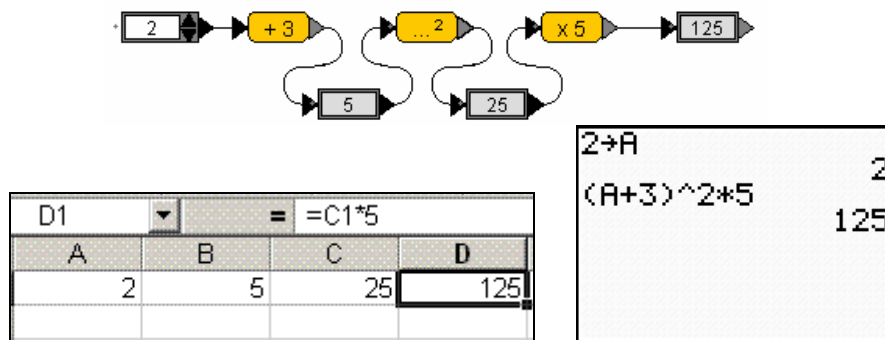 2 + 3 ... ² x 5 125
5 25
2→A
2
(A+3)^2*5
125
D1 = =C1*5
A B C D
2 5 25 125